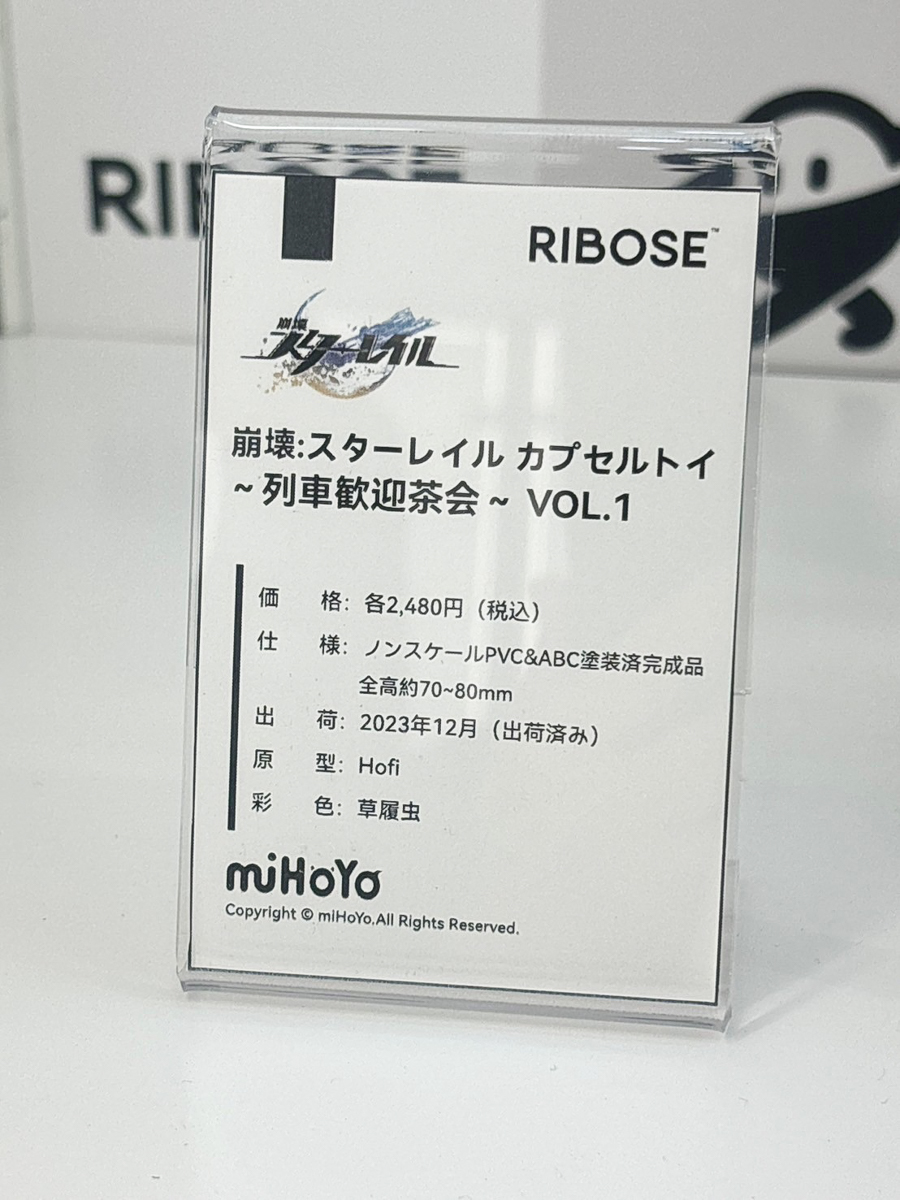 RIBOSE™
崩壊
スターレイル
崩壊:スターレイル カプセルトイ
~列車歓迎茶会~ VOL.1
価 格: 各2,480円(税込)
仕 様: ノンスケールPVC&ABC塗装済完成品
全高約70~80mm
出 荷: 2023年12月(出荷済み)
原 型: Hofi
彩 色: 草履虫
miHoYo
Copyright © miHoYo.All Rights Reserved.